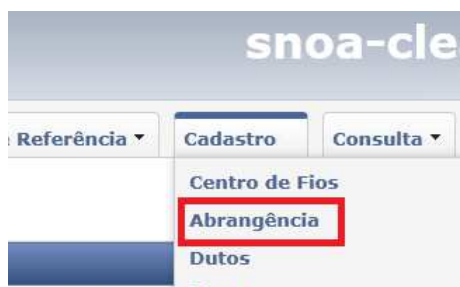 snoa-cle
Referência Cadastro Consulta
Centro de Fios
Abrangência
Dutos